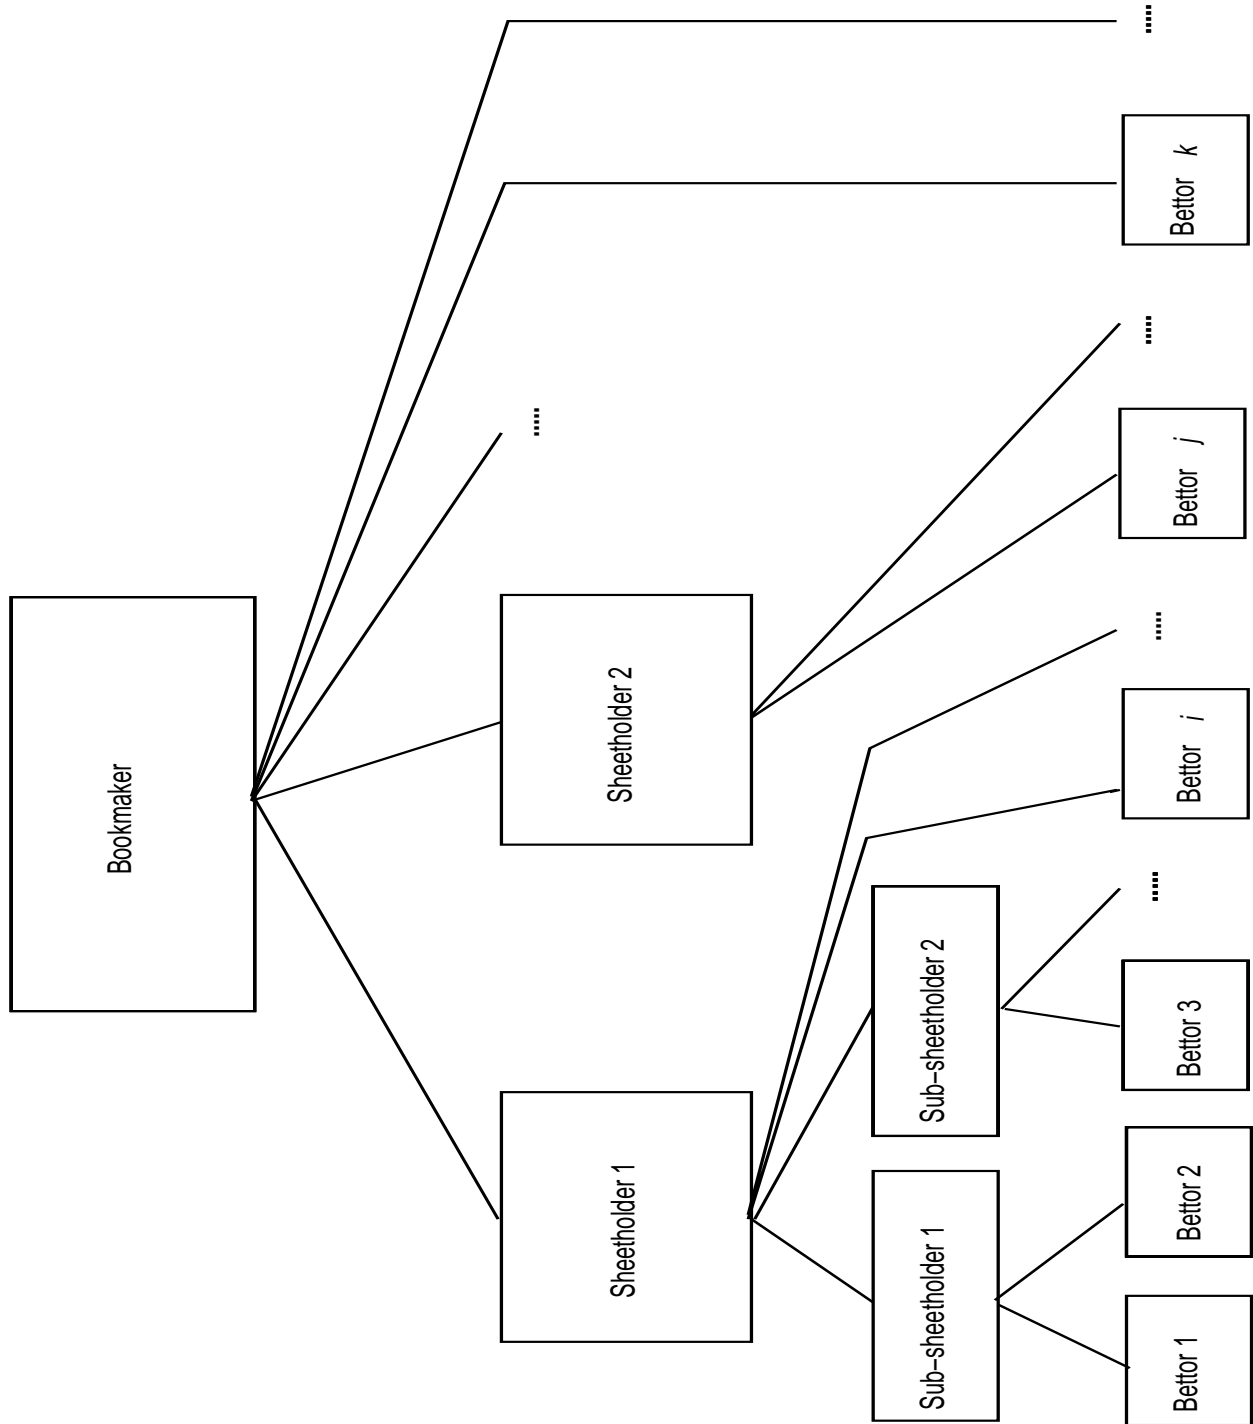 Bookmaker
.....
Sheetholder 1
Sheetholder 2
.....
Sub-sheetholder 1
Sub-sheetholder 2
Bettor 1
Bettor 2
Bettor 3
.....
Bettor i
.....
Bettor j
.....
Bettor k
.....